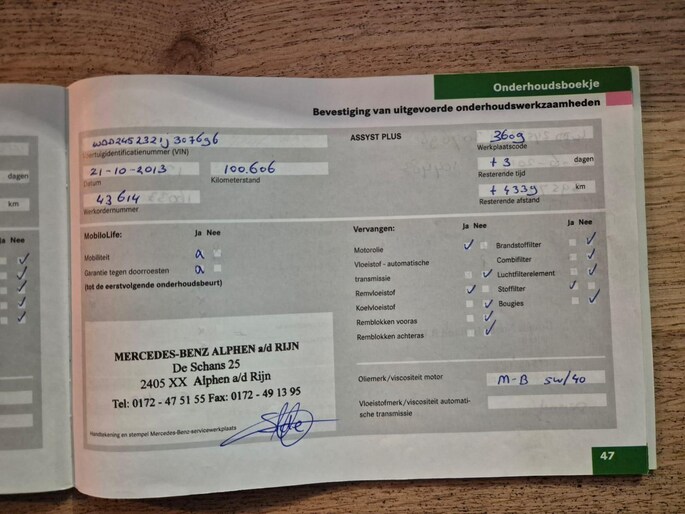 Onderhoudsboekje
Bevestiging van uitgevoerde onderhoudswerkzaamheden
WDD2452321J307696
Voertuigidentificatienummer (VIN)
ASSYST PLUS
3609
Werkplaatscode
21-10-2013
Datum
100.606
Kilometerstand
+ 3 dagen
Resterende tijd
43614
Werkordernummer
+ 4339 km
Resterende afstand
dagen
km
Ja Nee
MobiloLife: Ja Nee
Mobiliteit
Garantie tegen doorroesten
(tot de eerstvolgende onderhoudsbeurt)
Vervangen: Ja Nee
Motorolie
Vloeistof - automatische
transmissie
Remvloeistof
Koelvloeistof
Remblokken vooras
Remblokken achteras
Ja Nee
Brandstoffilter
Combifilter
Luchtfilterelement
Stoffilter
Bougies
MERCEDES-BENZ ALPHEN a/d RIJN
De Schans 25
2405 XX Alphen a/d Rijn
Tel: 0172 - 47 51 55 Fax: 0172 - 49 13 95
Handtekening en stempel Mercedes-Benz-servicewerkplaats
Oliemerk/viscositeit motor
M-B 5W/40
Vloeistofmerk/viscositeit automati-
sche transmissie
47